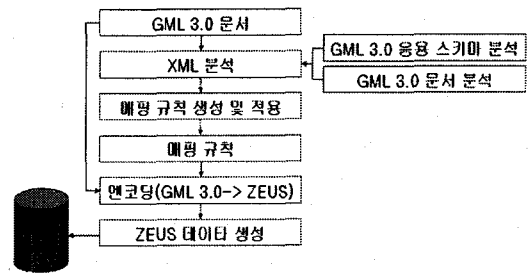 GML 3.0 문서
XML 분석
GML 3.0 응용 스키마 분석
GML 3.0 문서 분석
매핑 규칙 생성 및 적용
매핑 규칙
엔코딩(GML 3.0-> ZEUS)
ZEUS 데이타 생성